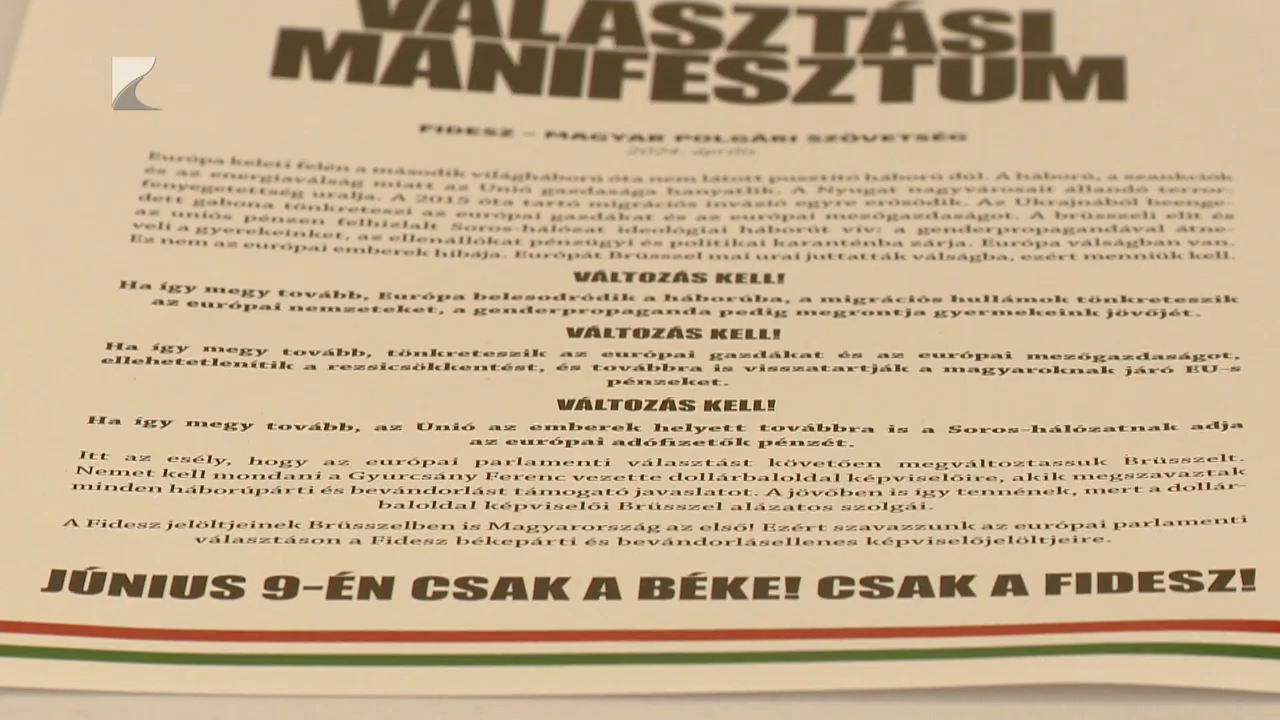 VÁLASZTÁSI
MANIFESZTUM
FIDESZ – MAGYAR POLGÁRI SZÖVETSÉG
2024. április
Európa keleti felén a második világháború óta nem látott pusztító háború dúl. A háború, a szankciók
és az energiaválság miatt az Unió gazdasága hanyatlik. A Nyugat nagyvárosait állandó terror-
fenyegetettség uralja. A 2015 óta tartó migrációs invázió egyre erősödik. Az Ukrajnából beenge-
dett gabona tönkreteszi az európai gazdákat és az európai mezőgazdaságot. A brüsszeli elit és
az uniós pénzen felhizlalt Soros-hálózat ideológiai háborút vív: a genderpropagandával átne-
veli a gyerekeinket, az ellenállókat pénzügyi és politikai karanténba zárja. Európa válságban van.
Ez nem az európai emberek hibája. Európát Brüsszel mai urai juttatták válságba, ezért menniük kell.
VÁLTOZÁS KELL!
Ha így megy tovább, Európa belesodródik a háborúba, a migrációs hullámok tönkreteszik
az európai nemzeteket, a genderpropaganda pedig megrontja gyermekeink jövőjét.
VÁLTOZÁS KELL!
Ha így megy tovább, tönkreteszik az európai gazdákat és az európai mezőgazdaságot,
ellehetetlenítik a rezsicsökkentést, és továbbra is visszatartják a magyaroknak járó EU-s
pénzeket.
VÁLTOZÁS KELL!
Ha így megy tovább, az Unió az emberek helyett továbbra is a Soros-hálózatnak adja
az európai adófizetők pénzét.
Itt az esély, hogy az európai parlamenti választást követően megváltoztassuk Brüsszelt.
Nemet kell mondani a Gyurcsány Ferenc vezette dollárbaloldal képviselőire, akik megszavaztak
minden háborúpárti és bevándorlást támogató javaslatot. A jövőben is így tennének, mert a dollár-
baloldal képviselői Brüsszel alázatos szolgái.
A Fidesz jelöltjeinek Brüsszelben is Magyarország az első! Ezért szavazzunk az európai parlamenti
választáson a Fidesz békepárti és bevándorlásellenes képviselőjelöltjeire.
JÚNIUS 9-ÉN CSAK A BÉKE! CSAK A FIDESZ!